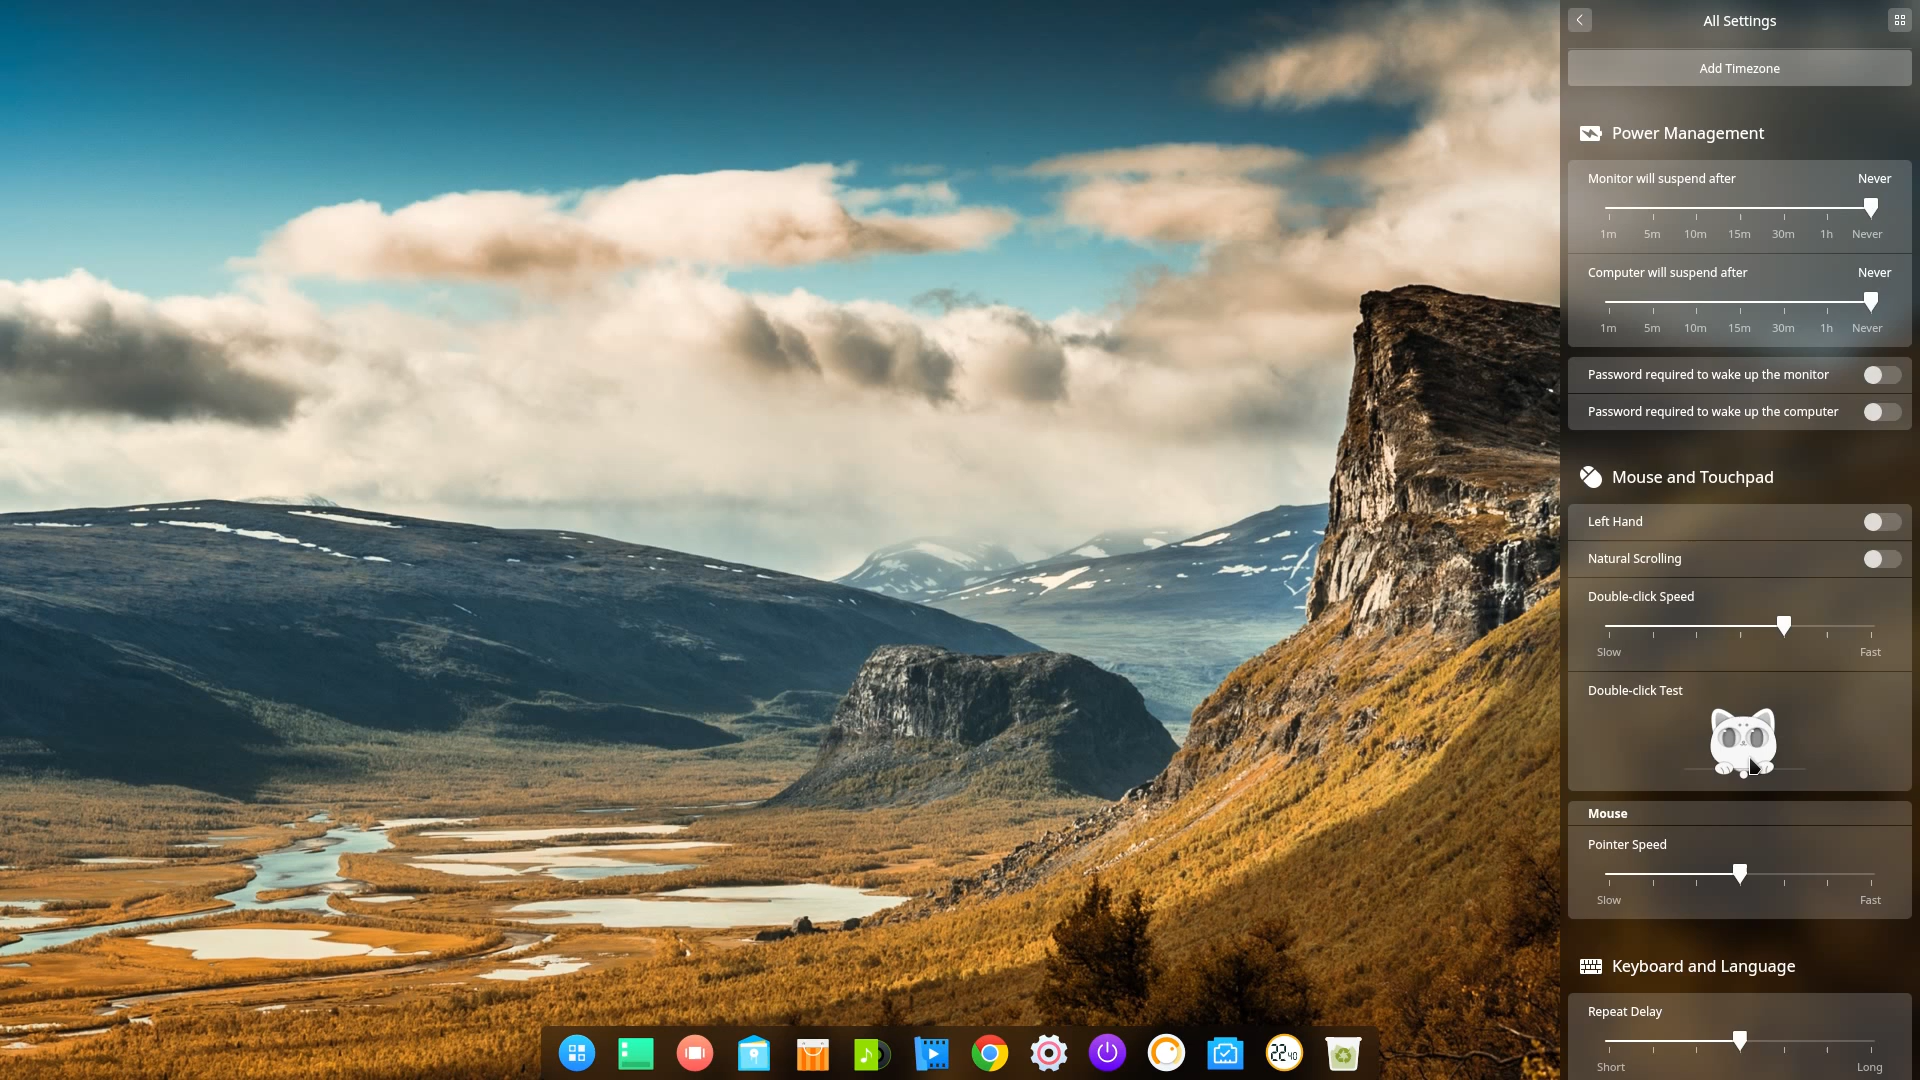 All Settings
Add Timezone
Power Management
Monitor will suspend after Never
1m 5m 10m 15m 30m 1h Never
Computer will suspend after Never
1m 5m 10m 15m 30m 1h Never
Password required to wake up the monitor
Password required to wake up the computer
Mouse and Touchpad
Left Hand
Natural Scrolling
Double-click Speed
Slow Fast
Double-click Test
Mouse
Pointer Speed
Slow Fast
Keyboard and Language
Repeat Delay
Short Long
22 40